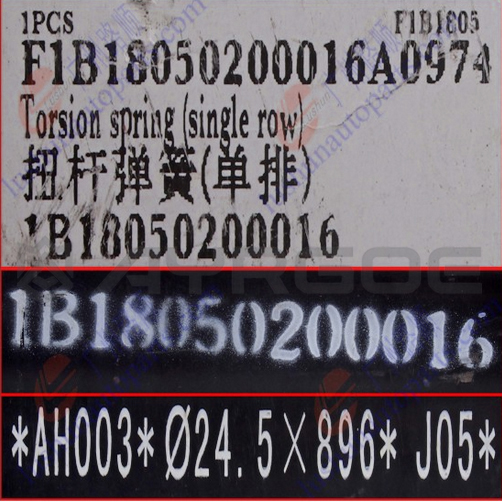 1PCS F1B1805
F1B18050200016A0974
Torsion spring (single row)
扭杆弹簧(单排)
1B18050200016
1B18050200016
*AH003*Ø24.5×896* J05*